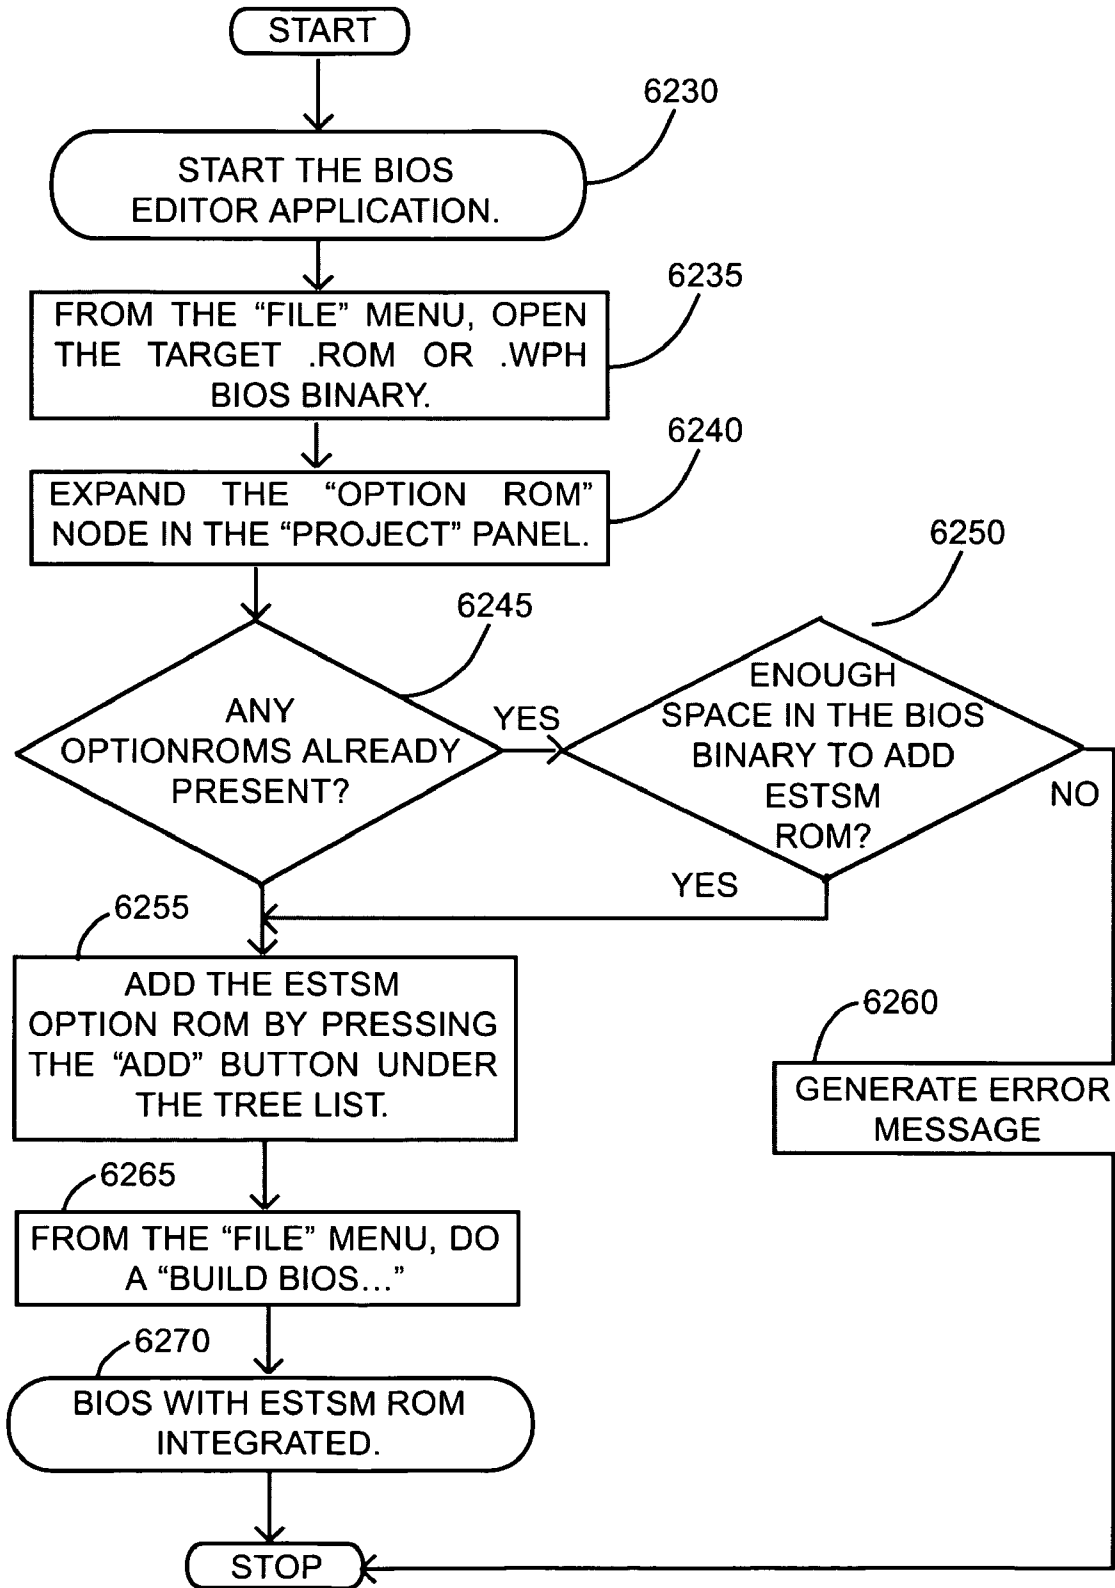 START
6230
START THE BIOS
EDITOR APPLICATION.
6235
FROM THE “FILE” MENU, OPEN
THE TARGET .ROM OR .WPH
BIOS BINARY.
6240
EXPAND THE “OPTION ROM”
NODE IN THE “PROJECT” PANEL.
6245
ANY
OPTIONROMS ALREADY
PRESENT?
YES
6250
ENOUGH
SPACE IN THE BIOS
BINARY TO ADD
ESTSM
ROM?
NO
YES
6255
ADD THE ESTSM
OPTION ROM BY PRESSING
THE “ADD” BUTTON UNDER
THE TREE LIST.
6260
GENERATE ERROR
MESSAGE
6265
FROM THE “FILE” MENU, DO
A “BUILD BIOS...”
6270
BIOS WITH ESTSM ROM
INTEGRATED.
STOP